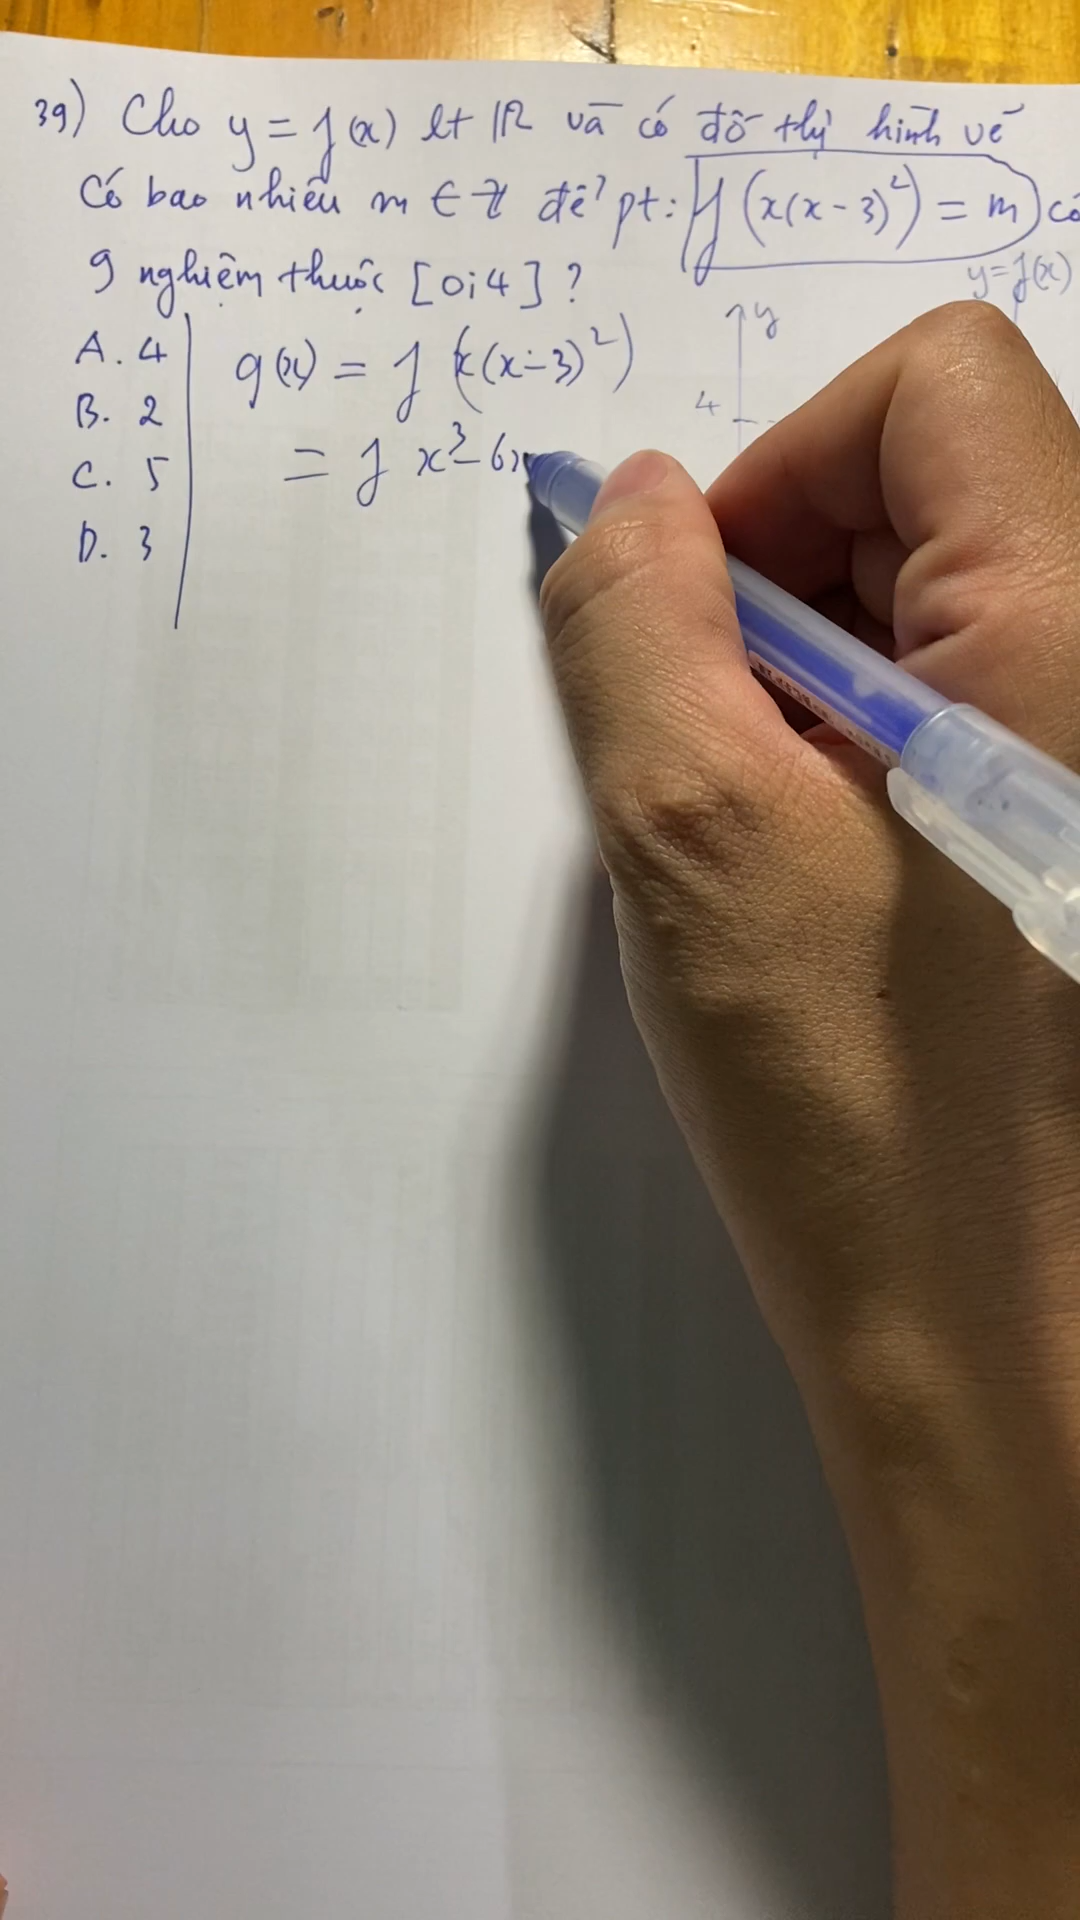 39) Cho y = f(x) lt ℝ và có đồ thị hình vẽ
Có bao nhiêu m ∈ ℤ để pt: f(x(x-3)²) = m có
9 nghiệm thuộc [0;4] ?
y=f(x)
A. 4
B. 2
C. 5
D. 3
g(x) = f(x(x-3)²)
= f x³-6x
y
4